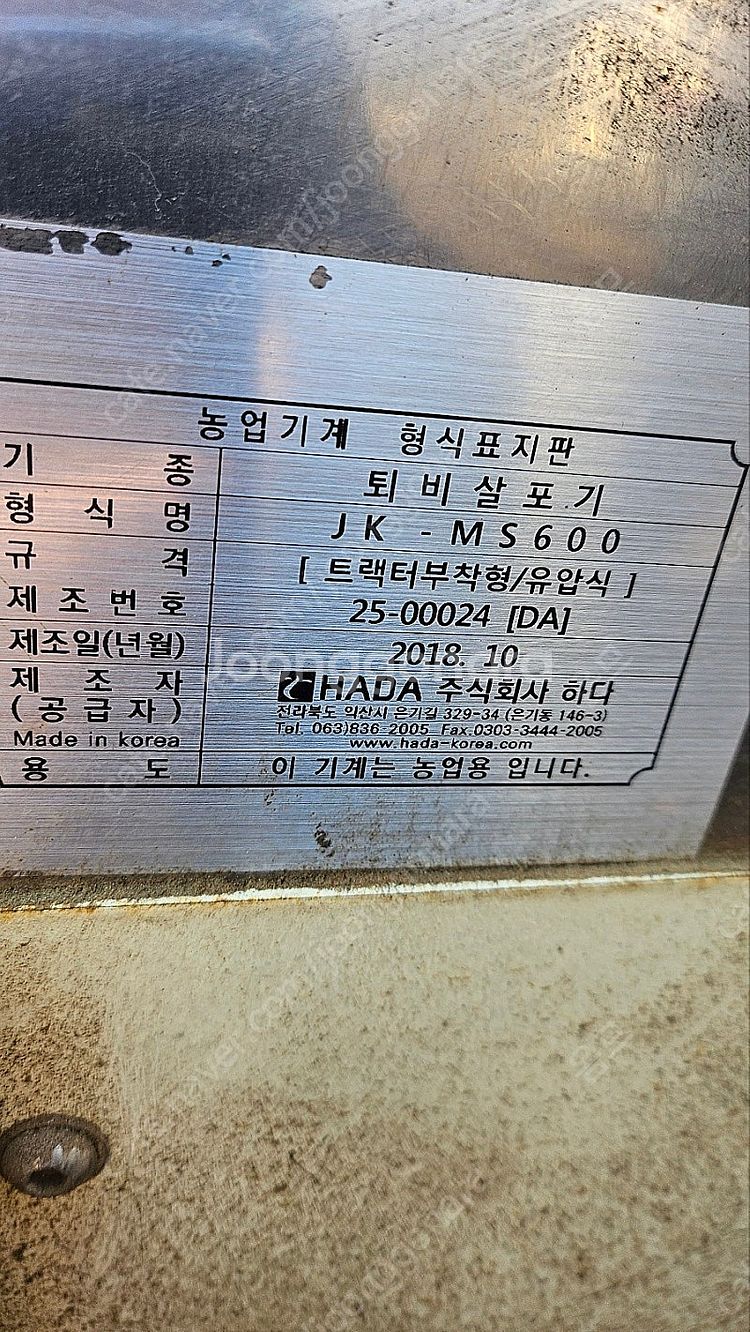 농업기계 형식표지판
기 종 퇴비살포기
형 식 명 JK - MS600
규 격 [ 트랙터부착형/유압식 ]
제 조 번 호 25-00024 [DA]
제조일(년월) 2018. 10
제 조 자 HADA 주식회사 하다
( 공 급 자 ) 전라북도 익산시 은기길 329-34 (은기동 146-3)
Tel. 063)836 2005 Fax.0303-3444-2005
Made in korea www.hada-korea.com
용 도 이 기계는 농업용 입니다.